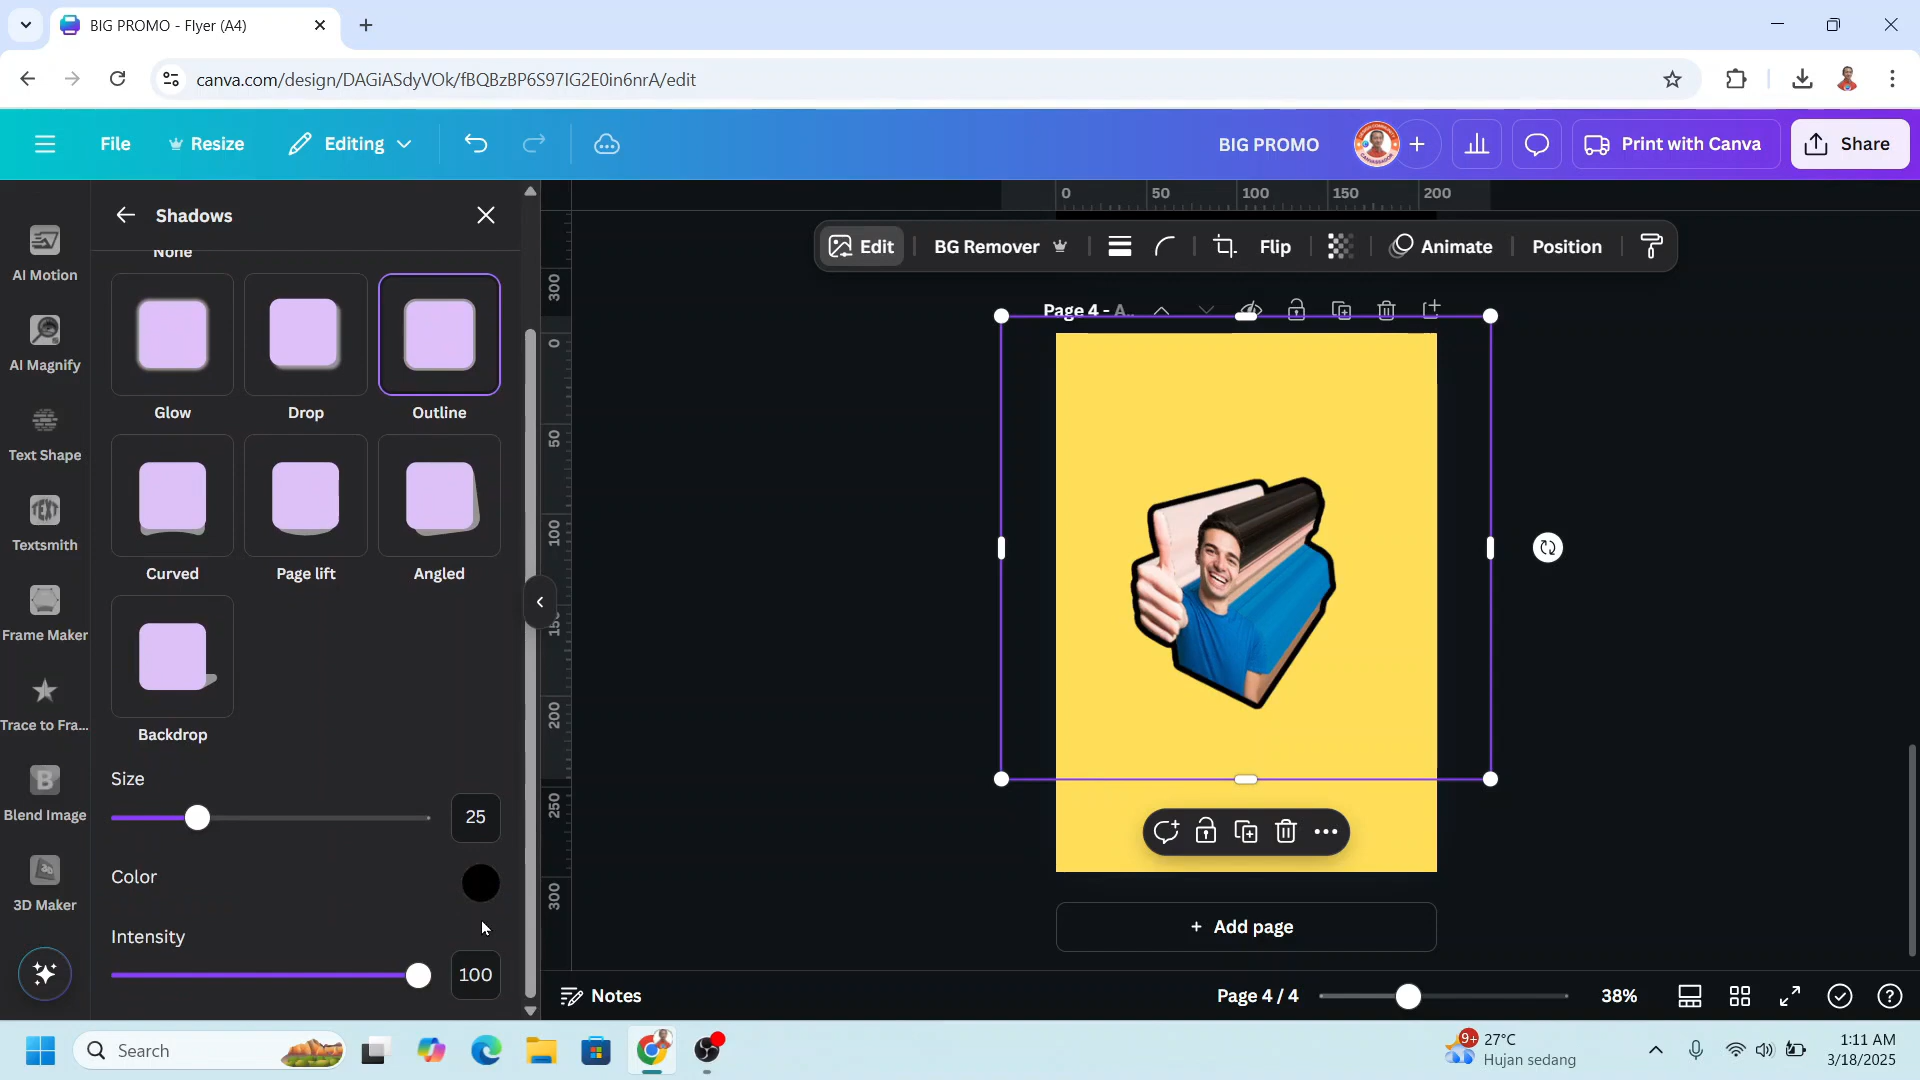 BIG PROMO - Flyer (A4)
canva.com/design/DAGiASdyVOk/fBQBzBP6S97IG2E0in6nrA/edit
File
Resize
Editing
BIG PROMO
Print with Canva
Share
AI Motion
AI Magnify
Text Shape
TEXT
Textsmith
Frame Maker
Trace to Fra...
B
Blend Image
3D Maker
Shadows
None
Glow
Drop
Outline
Curved
Page lift
Angled
Backdrop
Size
25
Color
Intensity
100
0 50 100 150 200
300
0
50
100
150
200
250
300
Edit
BG Remover
Flip
Animate
Position
Page 4 - A...
+ Add page
Notes
Page 4 / 4
38%
Search
9+
27°C
Hujan sedang
1:11 AM
3/18/2025